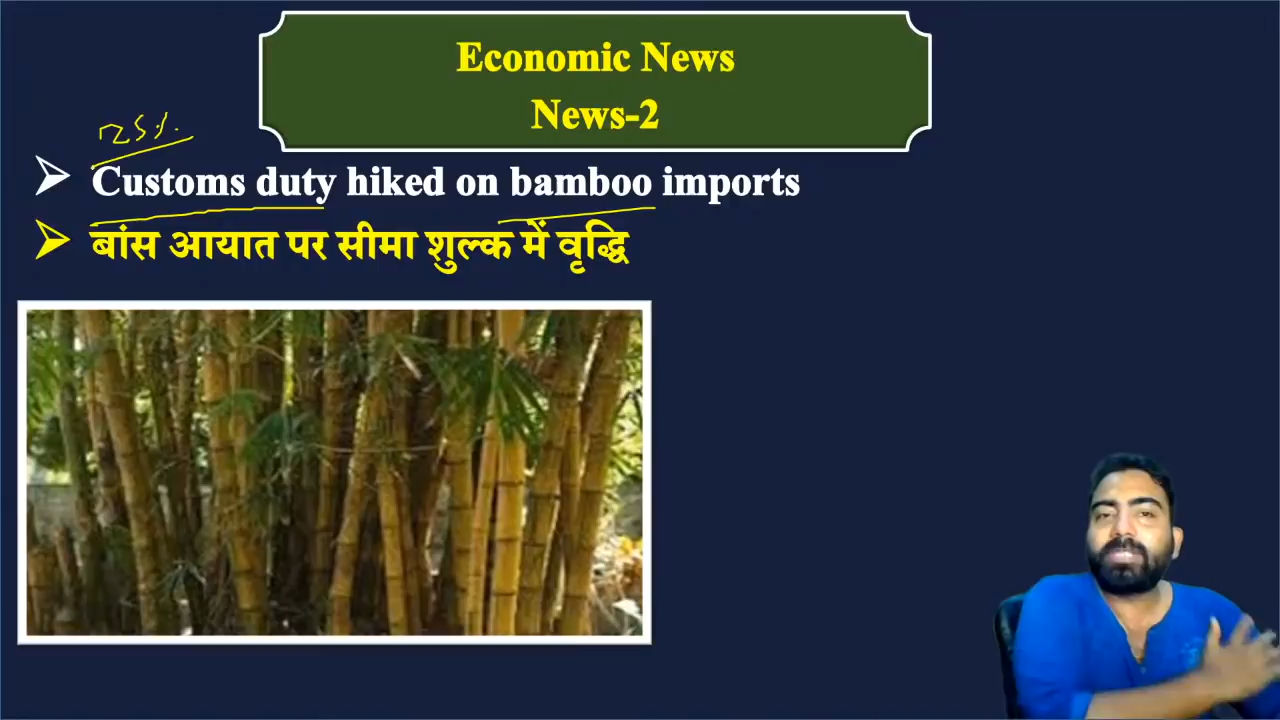 Economic News
News-2
25%
Customs duty hiked on bamboo imports
बांस आयात पर सीमा शुल्क में वृद्धि